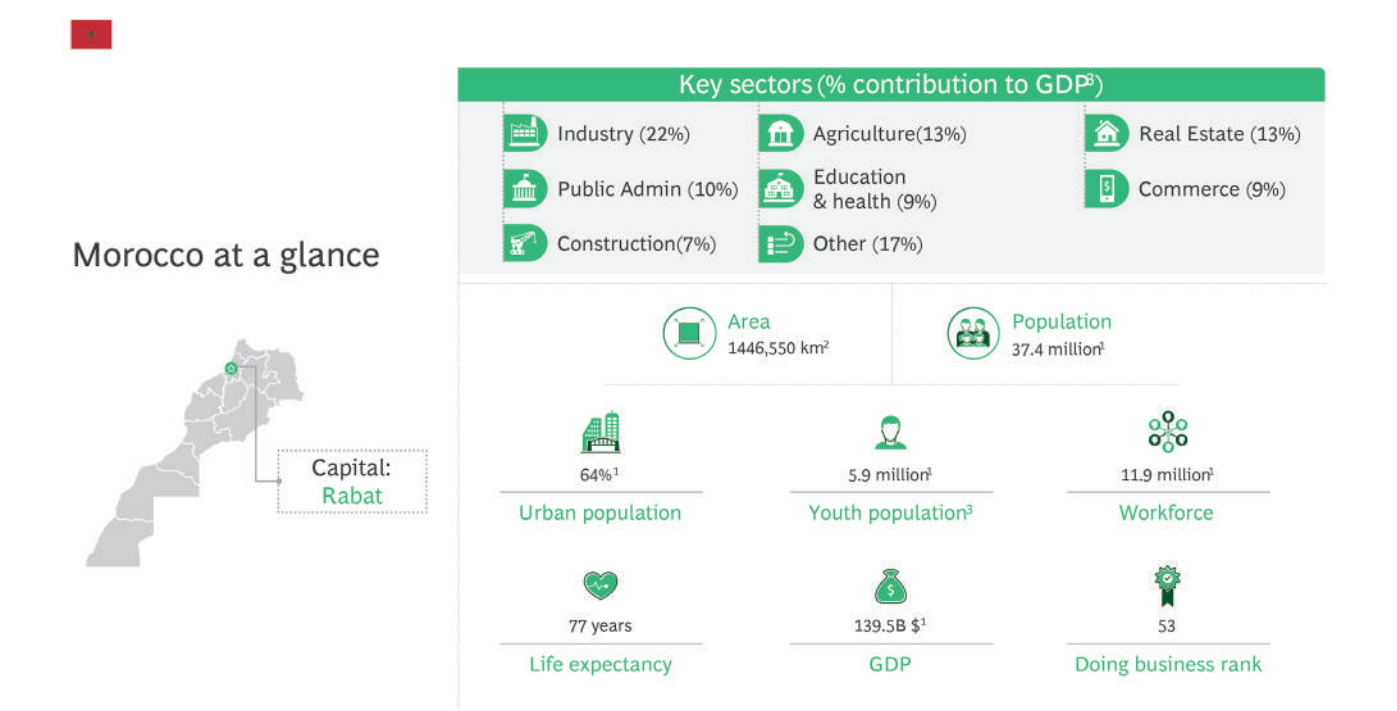 Key sectors (% contribution to GDP³)
Industry (22%)
Agriculture(13%)
Real Estate (13%)
Public Admin (10%)
Education
& health (9%)
Commerce (9%)
Construction(7%)
Other (17%)
Morocco at a glance
Capital:
Rabat
Area
1446,550 km²
Population
37.4 million¹
64%¹
Urban population
5.9 million¹
Youth population³
11.9 million¹
Workforce
77 years
Life expectancy
139.5B $¹
GDP
53
Doing business rank